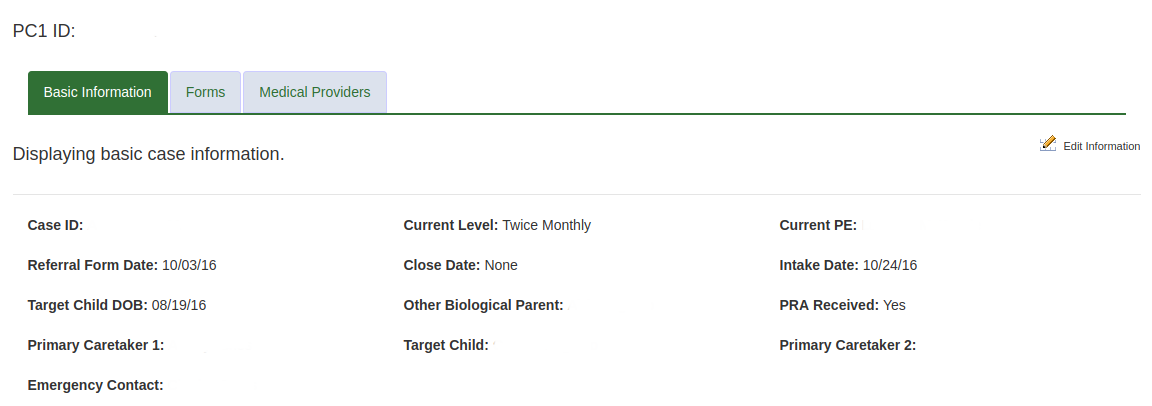 PC1 ID:
Basic Information Forms Medical Providers
Displaying basic case information.
Edit Information
Case ID: Current Level: Twice Monthly Current PE:
Referral Form Date: 10/03/16 Close Date: None Intake Date: 10/24/16
Target Child DOB: 08/19/16 Other Biological Parent: PRA Received: Yes
Primary Caretaker 1: Target Child: Primary Caretaker 2:
Emergency Contact: